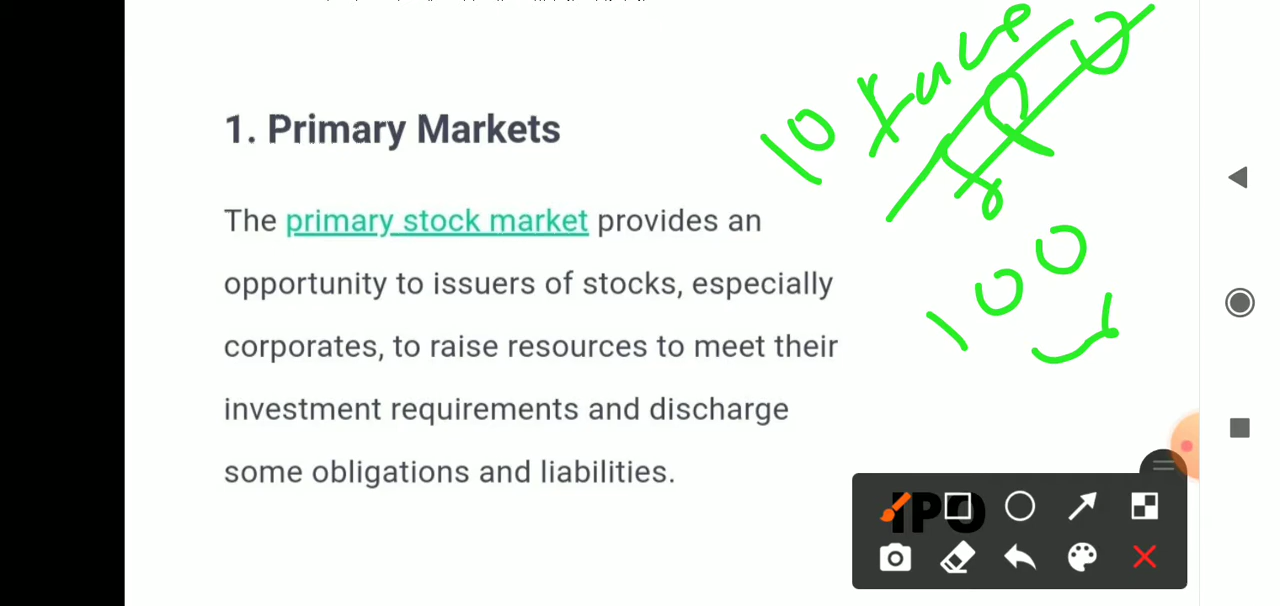 1. Primary Markets
10 face
100
The primary stock market provides an
opportunity to issuers of stocks, especially
corporates, to raise resources to meet their
investment requirements and discharge
some obligations and liabilities.
IPO